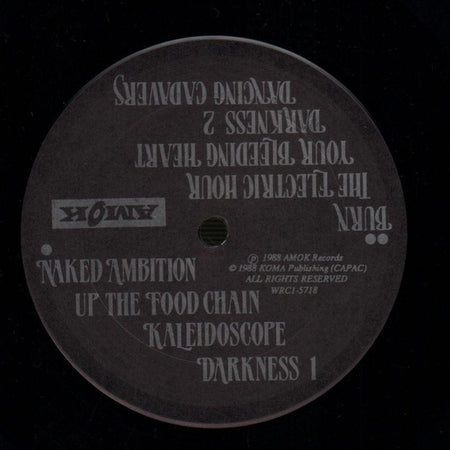 NAKED AMBITION
UP THE FOOD CHAIN
KALEIDOSCOPE
DARKNESS 1
℗ 1988 AMOK Records
© 1988 KOMA Publishing (CAPAC)
ALL RIGHTS RESERVED
WRC1-5718
AMOK
BURN
THE ELECTRIC HOUR
YOUR BLEEDING HEART
DARKNESS 2
DANCING CADAVERS